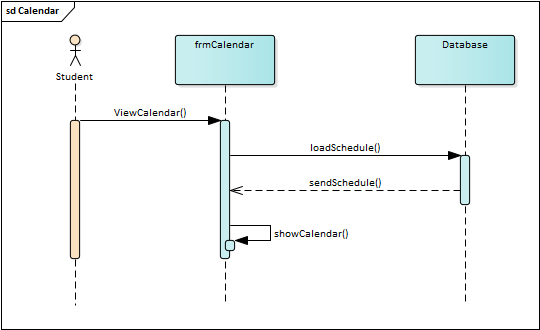 sd Calendar
frmCalendar
Database
Student
ViewCalendar()
loadSchedule()
sendSchedule()
showCalendar()